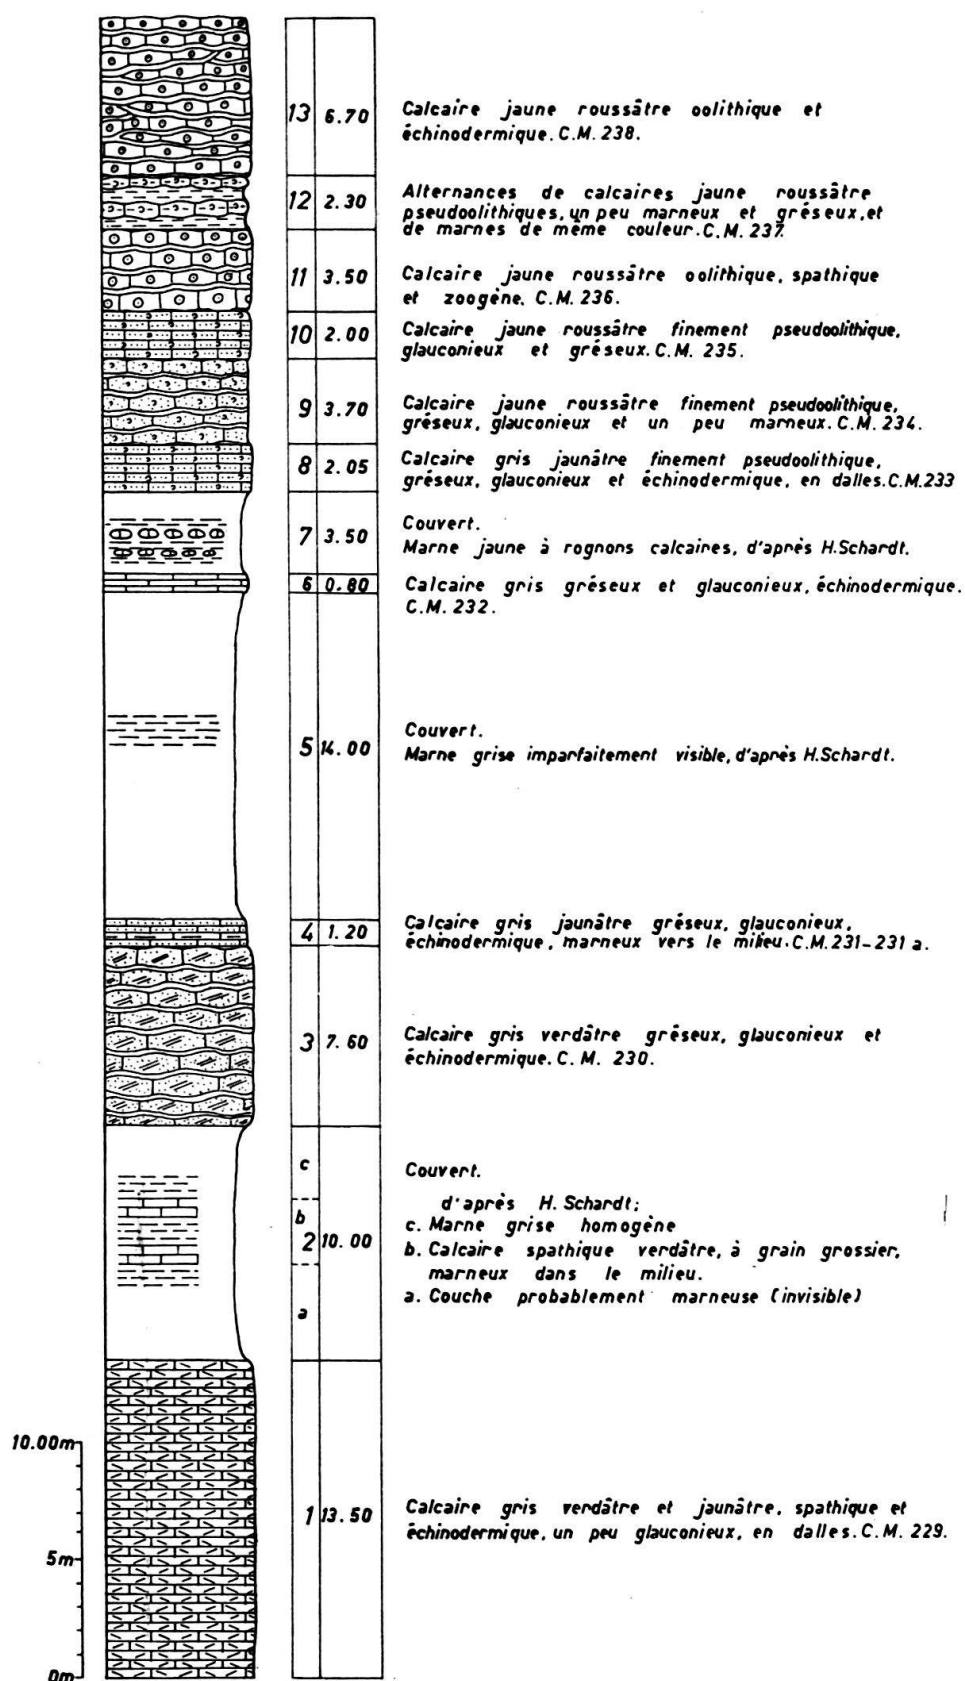 13 6.70 Calcaire jaune roussâtre oolithique et
échinodermique. C.M. 238.
12 2.30 Alternances de calcaires jaune roussâtre
pseudoolithiques, un peu marneux et gréseux, et
de marnes de même couleur. C.M. 237.
11 3.50 Calcaire jaune roussâtre oolithique, spathique
et zoogène. C.M. 236.
10 2.00 Calcaire jaune roussâtre finement pseudoolithique,
glauconieux et gréseux. C.M. 235.
9 3.70 Calcaire jaune roussâtre finement pseudoolithique,
gréseux, glauconieux et un peu marneux. C.M. 234.
8 2.05 Calcaire gris jaunâtre finement pseudoolithique,
gréseux, glauconieux et échinodermique, en dalles. C.M. 233
Couvert.
7 3.50 Marne jaune à rognons calcaires, d'après H. Schardt.
6 0.80 Calcaire gris gréseux et glauconieux, échinodermique.
C.M. 232.
Couvert.
5 14.00 Marne grise imparfaitement visible, d'après H. Schardt.
4 1.20 Calcaire gris jaunâtre gréseux, glauconieux,
échinodermique, marneux vers le milieu. C.M. 231-231 a.
3 7.60 Calcaire gris verdâtre gréseux, glauconieux et
échinodermique. C.M. 230.
c Couvert.
d'après H. Schardt;
b c. Marne grise homogène
2 10.00 b. Calcaire spathique verdâtre, à grain grossier,
marneux dans le milieu.
a a. Couche probablement marneuse (invisible)
10.00m
1 13.50 Calcaire gris verdâtre et jaunâtre, spathique et
échinodermique, un peu glauconieux, en dalles. C.M. 229.
5m
0m